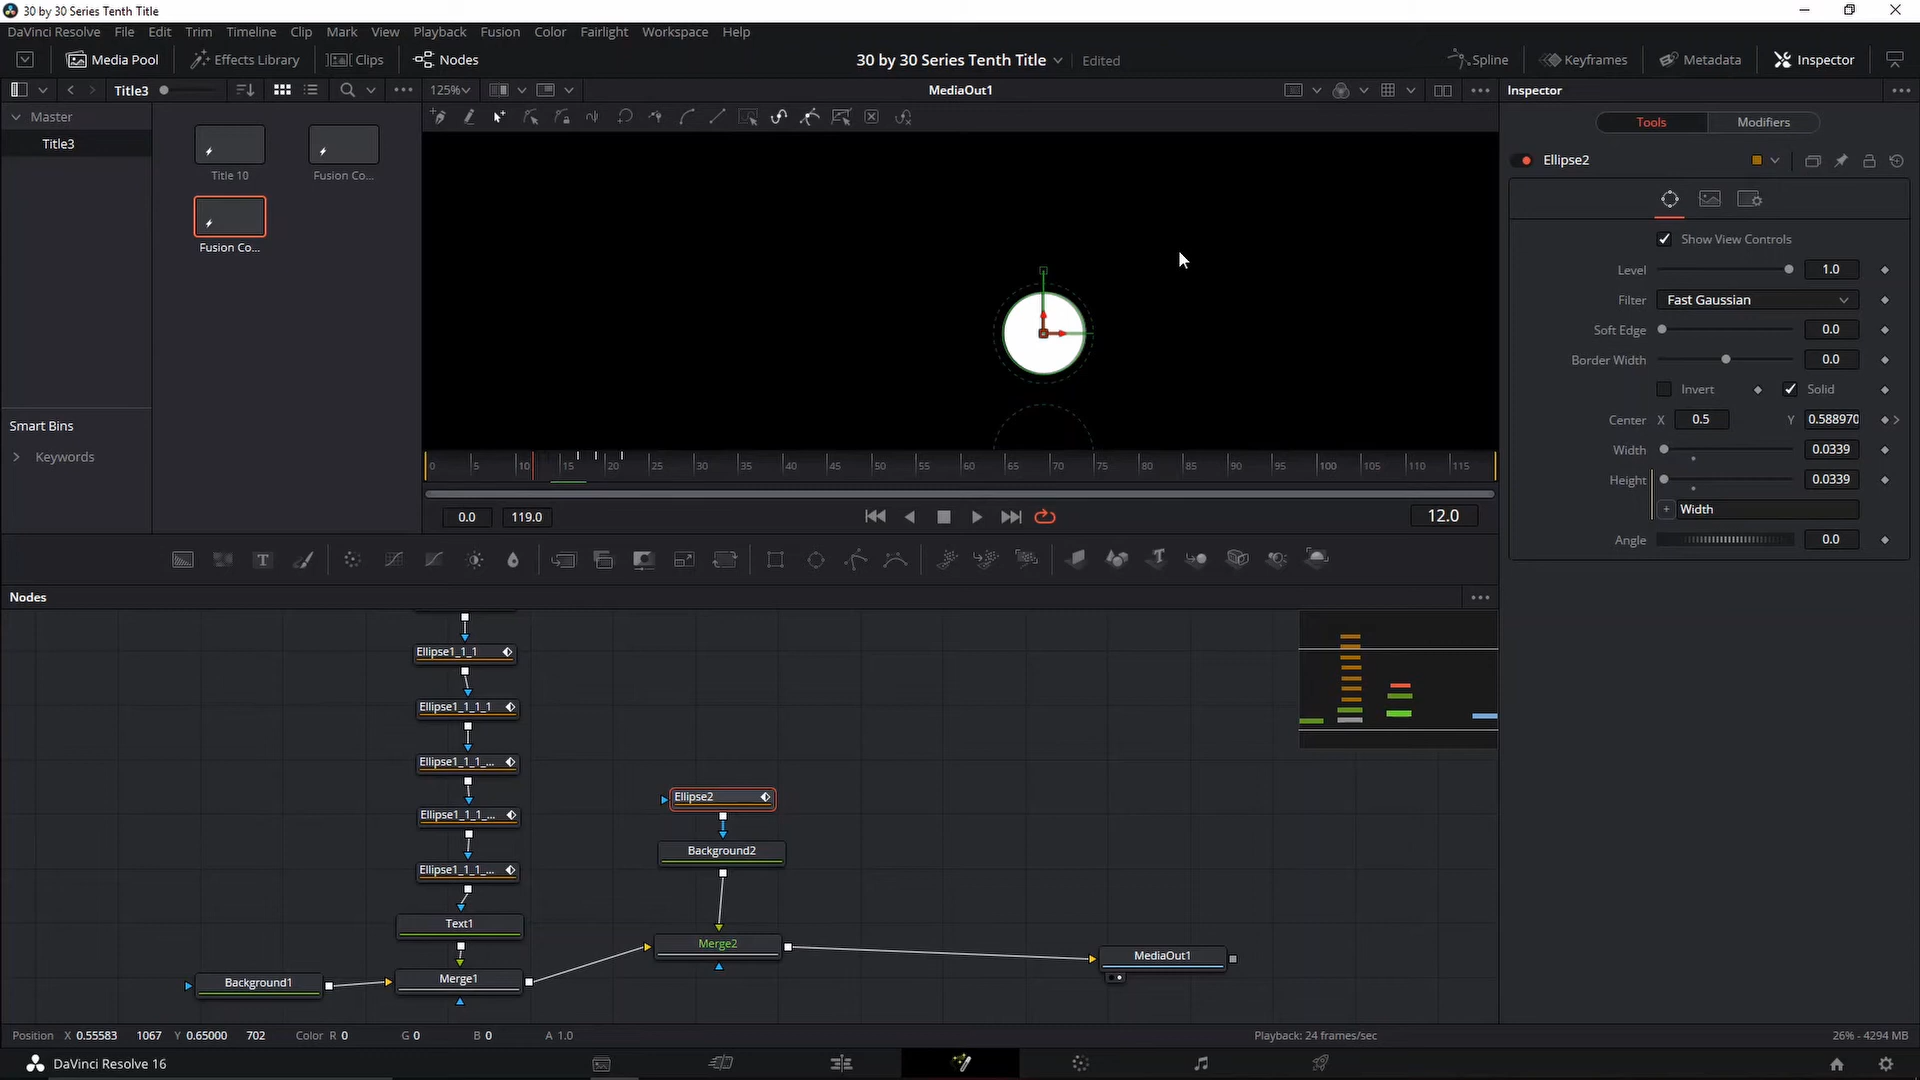 30 by 30 Series Tenth Title
DaVinci Resolve File Edit Trim Timeline Clip Mark View Playback Fusion Color Fairlight Workspace Help
Media Pool Effects Library Clips Nodes 30 by 30 Series Tenth Title Edited Spline Keyframes Metadata Inspector
Title3 125% MediaOut1 Inspector
Master
Title3
Title 10 Fusion Co...
Fusion Co...
Smart Bins
Keywords
Tools Modifiers
Ellipse2
Show View Controls
Level 1.0
Filter Fast Gaussian
Soft Edge 0.0
Border Width 0.0
Invert Solid
Center X 0.5 Y 0.588970
Width 0.0339
Height 0.0339
+ Width
Angle 0.0
0 5 10 15 20 25 30 35 40 45 50 55 60 65 70 75 80 85 90 95 100 105 110 115
0.0 119.0 12.0
T T
Nodes
Ellipse1_1_1
Ellipse1_1_1_1
Ellipse1_1_1_...
Ellipse1_1_1_...
Ellipse1_1_1_...
Text1
Merge1
Background1
Ellipse2
Background2
Merge2
MediaOut1
Position X 0.55583 1067 Y 0.65000 702 Color R 0 G 0 B 0 A 1.0 Playback: 24 frames/sec 26% - 4294 MB
DaVinci Resolve 16